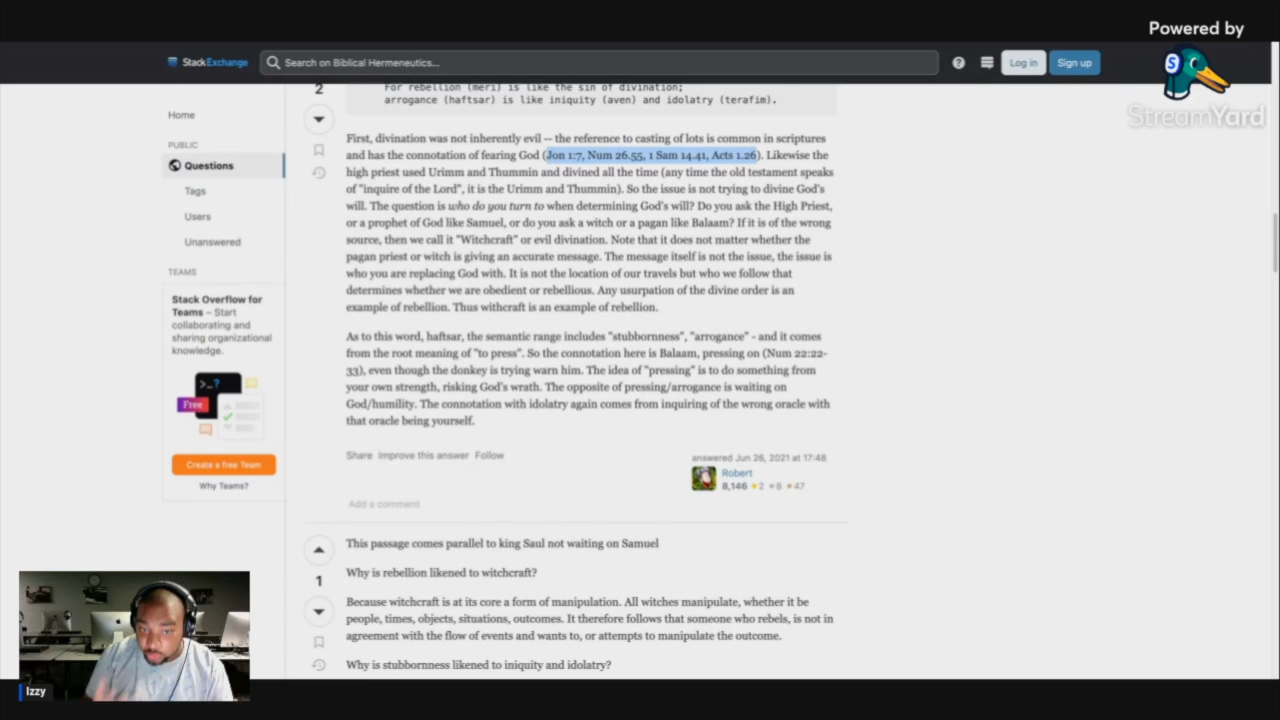 Powered by
StreamYard
StackExchange
Search on Biblical Hermeneutics...
Log in
Sign up
Home
PUBLIC
Questions
Tags
Users
Unanswered
TEAMS
Stack Overflow for
Teams – Start
collaborating and
sharing organizational
knowledge.
>_?
Free
Create a free Team
Why Teams?
2
For rebellion (meri) is like the sin of divination;
arrogance (haftsar) is like iniquity (aven) and idolatry (terafim).
First, divination was not inherently evil -- the reference to casting of lots is common in scriptures
and has the connotation of fearing God (Jon 1:7, Num 26.55, 1 Sam 14.41, Acts 1.26). Likewise the
high priest used Urimm and Thummin and divined all the time (any time the old testament speaks
of "inquire of the Lord", it is the Urimm and Thummin). So the issue is not trying to divine God's
will. The question is who do you turn to when determining God's will? Do you ask the High Priest,
or a prophet of God like Samuel, or do you ask a witch or a pagan like Balaam? If it is of the wrong
source, then we call it "Witchcraft" or evil divination. Note that it does not matter whether the
pagan priest or witch is giving an accurate message. The message itself is not the issue, the issue is
who you are replacing God with. It is not the location of our travels but who we follow that
determines whether we are obedient or rebellious. Any usurpation of the divine order is an
example of rebellion. Thus withcraft is an example of rebellion.
As to this word, haftsar, the semantic range includes "stubbornness", "arrogance" - and it comes
from the root meaning of "to press". So the connotation here is Balaam, pressing on (Num 22:22-
33), even though the donkey is trying warn him. The idea of "pressing" is to do something from
your own strength, risking God's wrath. The opposite of pressing/arrogance is waiting on
God/humility. The connotation with idolatry again comes from inquiring of the wrong oracle with
that oracle being yourself.
Share Improve this answer Follow
answered Jun 26, 2021 at 17:48
Robert
8,146 2 8 47
Add a comment
1
This passage comes parallel to king Saul not waiting on Samuel
Why is rebellion likened to witchcraft?
Because witchcraft is at its core a form of manipulation. All witches manipulate, whether it be
people, times, objects, situations, outcomes. It therefore follows that someone who rebels, is not in
agreement with the flow of events and wants to, or attempts to manipulate the outcome.
Why is stubbornness likened to iniquity and idolatry?
Izzy